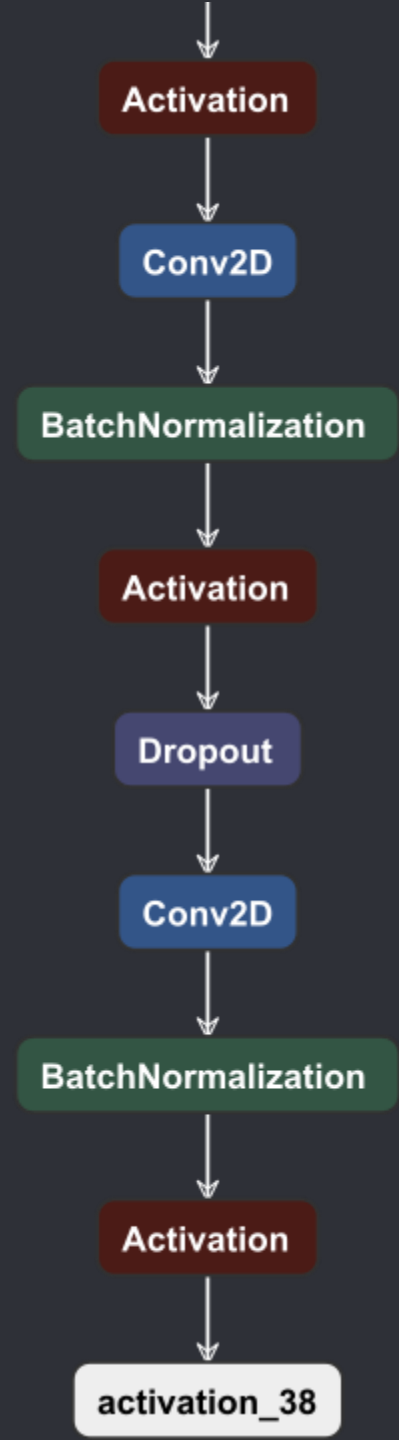 Activation
Conv2D
BatchNormalization
Activation
Dropout
Conv2D
BatchNormalization
Activation
activation_38